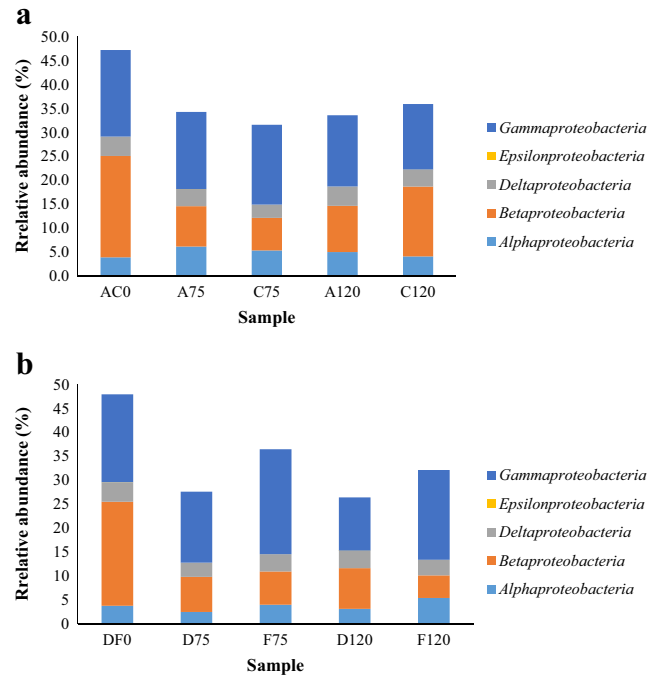 a
Rrelative abundance (%)
50.0
45.0
40.0
35.0
30.0
25.0
20.0
15.0
10.0
5.0
0.0
AC0 A75 C75 A120 C120
Sample
Gammaproteobacteria
Epsilonproteobacteria
Deltaproteobacteria
Betaproteobacteria
Alphaproteobacteria
b
Rrelative abundance (%)
50
45
40
35
30
25
20
15
10
5
0
DF0 D75 F75 D120 F120
Sample
Gammaproteobacteria
Epsilonproteobacteria
Deltaproteobacteria
Betaproteobacteria
Alphaproteobacteria